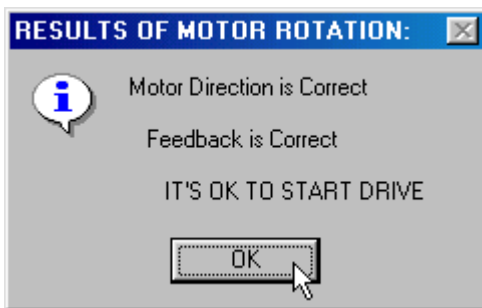 RESULTS OF MOTOR ROTATION:
Motor Direction is Correct
Feedback is Correct
IT'S OK TO START DRIVE
OK